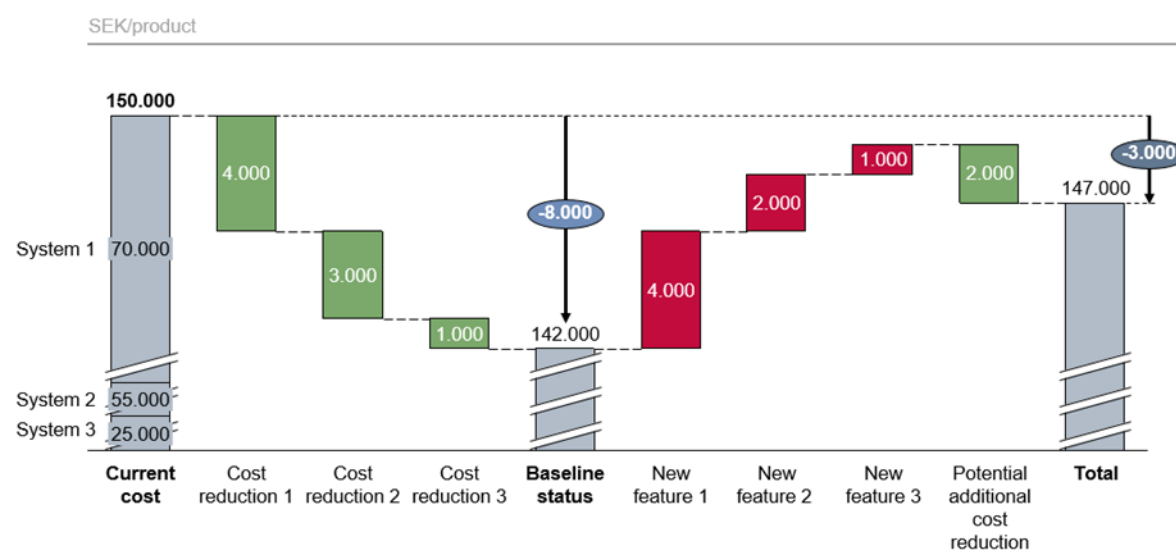 SEK/product
150.000
4.000
1.000
2.000
-3.000
147.000
2.000
-8.000
System 1
70.000
3.000
4.000
1.000
142.000
System 2
55.000
System 3
25.000
Current
cost
Cost
reduction 1
Cost
reduction 2
Cost
reduction 3
Baseline
status
New
feature 1
New
feature 2
New
feature 3
Potential
additional
cost
reduction
Total